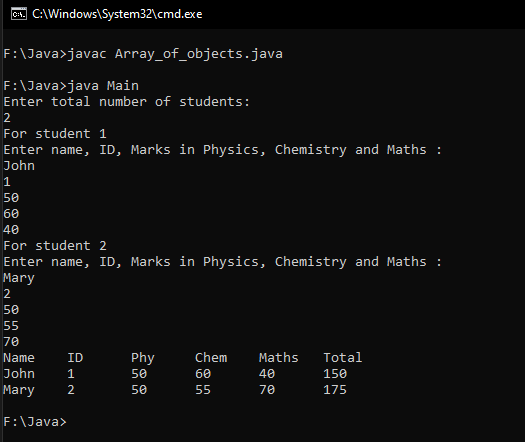 C:\Windows\System32\cmd.exe
F:\Java>javac Array_of_objects.java
F:\Java>java Main
Enter total number of students:
2
For student 1
Enter name, ID, Marks in Physics, Chemistry and Maths :
John
1
50
60
40
For student 2
Enter name, ID, Marks in Physics, Chemistry and Maths :
Mary
2
50
55
70
Name    ID      Phy     Chem    Maths   Total
John    1       50      60      40      150
Mary    2       50      55      70      175
F:\Java>